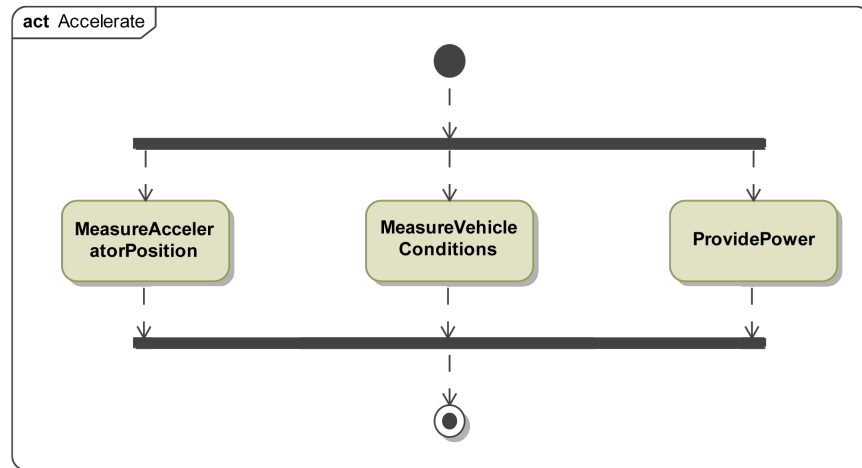 act Accelerate
MeasureAcceler
atorPosition
MeasureVehicle
Conditions
ProvidePower